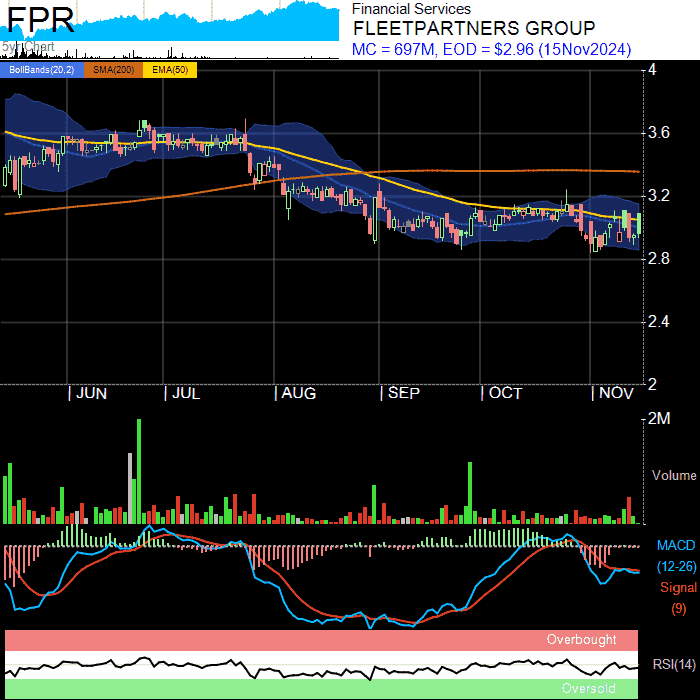 FPR
5yr Chart
Financial Services
FLEETPARTNERS GROUP
MC = 697M, EOD = $2.96 (15Nov2024)
BollBands(20,2) SMA(200) EMA(50)
4
3.6
3.2
2.8
2.4
2
| JUN | JUL | AUG | SEP | OCT | NOV
2M
Volume
MACD
(12-26)
Signal
(9)
Overbought
RSI(14)
Oversold